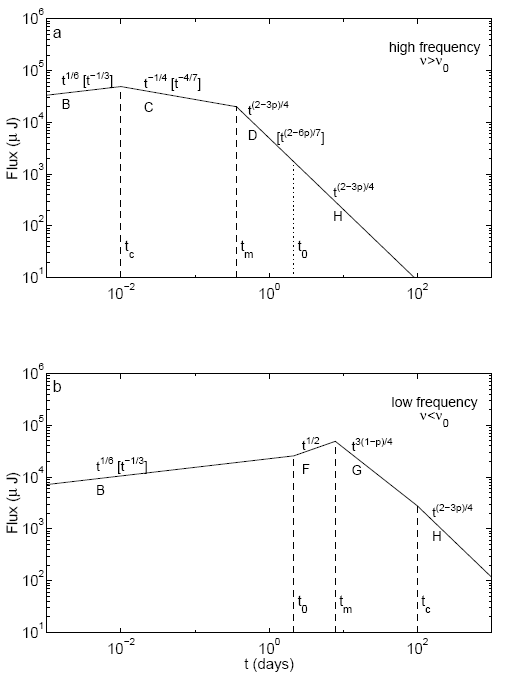 10^6
a
high frequency
ν>ν_0
10^5
t^{1/6} [t^{-1/3}]
t^{-1/4} [t^{-4/7}]
B
C
t^{(2-3p)/4}
10^4
D
[t^{(2-6p)/7}]
Flux (μ J)
10^3
t^{(2-3p)/4}
H
10^2
t_c
t_m
t_0
10^1
10^{-2}
10^0
10^2
10^6
b
low frequency
ν<ν_0
10^5
t^{1/2}
t^{3(1-p)/4}
t^{1/6} [t^{-1/3}]
F
G
10^4
B
t^{(2-3p)/4}
Flux (μ J)
10^3
H
10^2
t_0
t_m
t_c
10^1
10^{-2}
10^0
10^2
t (days)